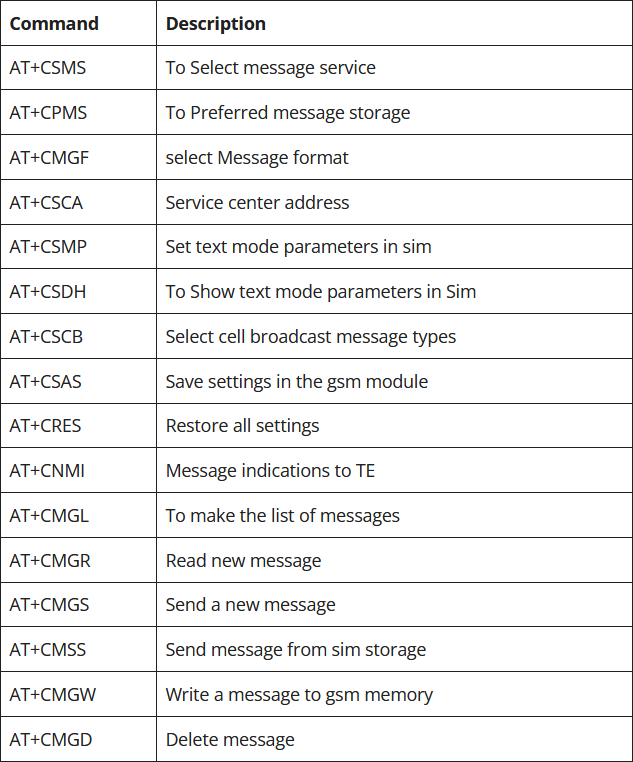 Command Description
AT+CSMS To Select message service
AT+CPMS To Preferred message storage
AT+CMGF select Message format
AT+CSCA Service center address
AT+CSMP Set text mode parameters in sim
AT+CSDH To Show text mode parameters in Sim
AT+CSCB Select cell broadcast message types
AT+CSAS Save settings in the gsm module
AT+CRES Restore all settings
AT+CNMI Message indications to TE
AT+CMGL To make the list of messages
AT+CMGR Read new message
AT+CMGS Send a new message
AT+CMSS Send message from sim storage
AT+CMGW Write a message to gsm memory
AT+CMGD Delete message